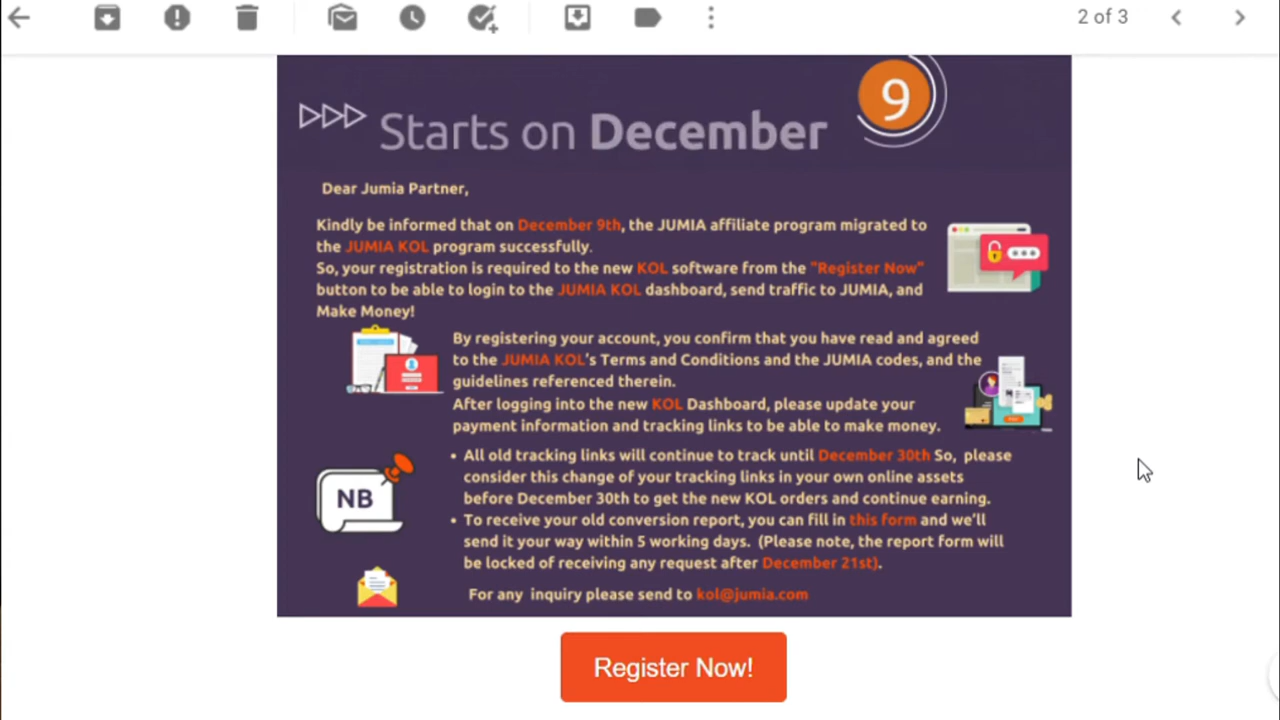 2 of 3
Starts on December 9
Dear Jumia Partner,
Kindly be informed that on December 9th, the JUMIA affiliate program migrated to
the JUMIA KOL program successfully.
So, your registration is required to the new KOL software from the "Register Now"
button to be able to login to the JUMIA KOL dashboard, send traffic to JUMIA, and
Make Money!
By registering your account, you confirm that you have read and agreed
to the JUMIA KOL's Terms and Conditions and the JUMIA codes, and the
guidelines referenced therein.
After logging into the new KOL Dashboard, please update your
payment information and tracking links to be able to make money.
• All old tracking links will continue to track until December 30th So, please
consider this change of your tracking links in your own online assets
before December 30th to get the new KOL orders and continue earning.
NB
• To receive your old conversion report, you can fill in this form and we'll
send it your way within 5 working days. (Please note, the report form will
be locked of receiving any request after December 21st).
For any inquiry please send to kol@jumia.com
Register Now!